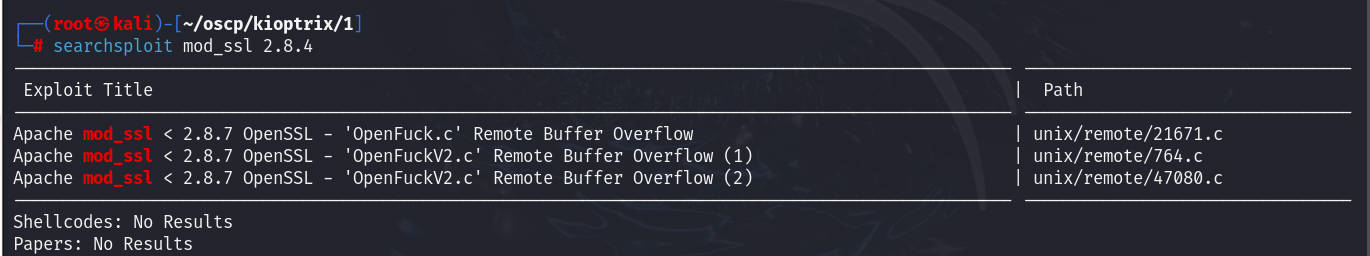 ┌──(root㉿kali)-[~/oscp/kioptrix/1]
└─# searchsploit mod_ssl 2.8.4
Exploit Title | Path
Apache mod_ssl < 2.8.7 OpenSSL - 'OpenFuck.c' Remote Buffer Overflow | unix/remote/21671.c
Apache mod_ssl < 2.8.7 OpenSSL - 'OpenFuckV2.c' Remote Buffer Overflow (1) | unix/remote/764.c
Apache mod_ssl < 2.8.7 OpenSSL - 'OpenFuckV2.c' Remote Buffer Overflow (2) | unix/remote/47080.c
Shellcodes: No Results
Papers: No Results